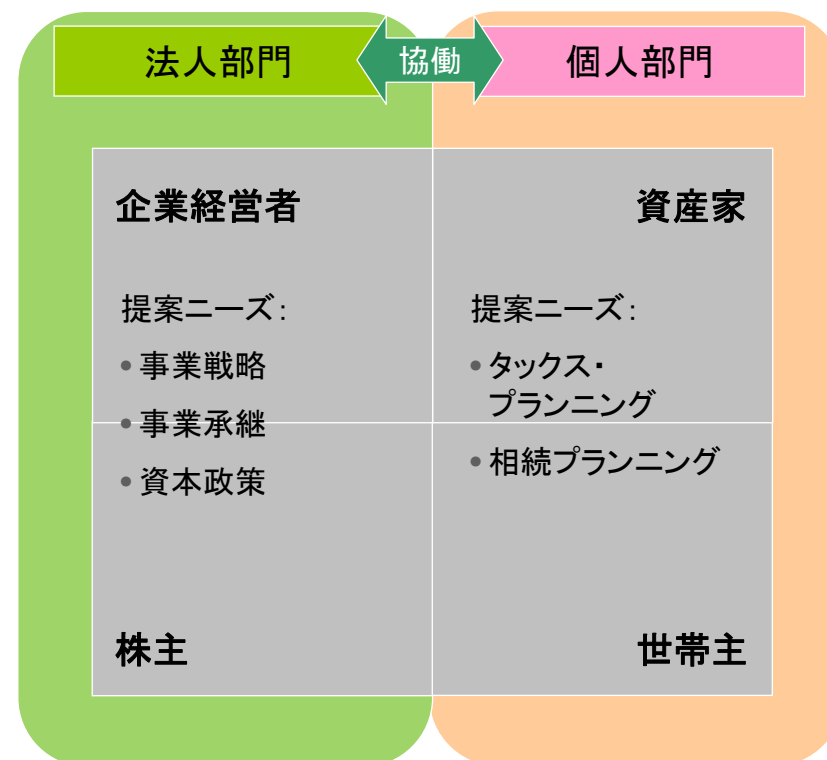 法人部門
協働
個人部門
企業経営者
資産家
提案ニーズ：
•事業戦略
•事業承継
•資本政策
提案ニーズ：
•タックス・
プランニング
•相続プランニング
株主
世帯主